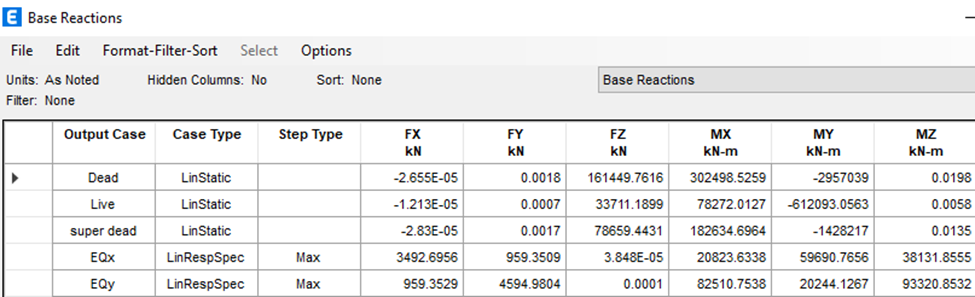 E Base Reactions
File Edit Format-Filter-Sort Select Options
Units: As Noted Hidden Columns: No Sort: None Base Reactions
Filter: None
Output Case Case Type Step Type FX FY FZ MX MY MZ
kN kN kN kN-m kN-m kN-m
Dead LinStatic -2.655E-05 0.0018 161449.7616 302498.5259 -2957039 0.0198
Live LinStatic -1.213E-05 0.0007 33711.1899 78272.0127 -612093.0563 0.0058
super dead LinStatic -2.83E-05 0.0017 78659.4431 182634.6964 -1428217 0.0135
EQx LinRespSpec Max 3492.6956 959.3509 3.848E-05 20823.6338 59690.7656 38131.8555
EQy LinRespSpec Max 959.3529 4594.9804 0.0001 82510.7538 20244.1267 93320.8532